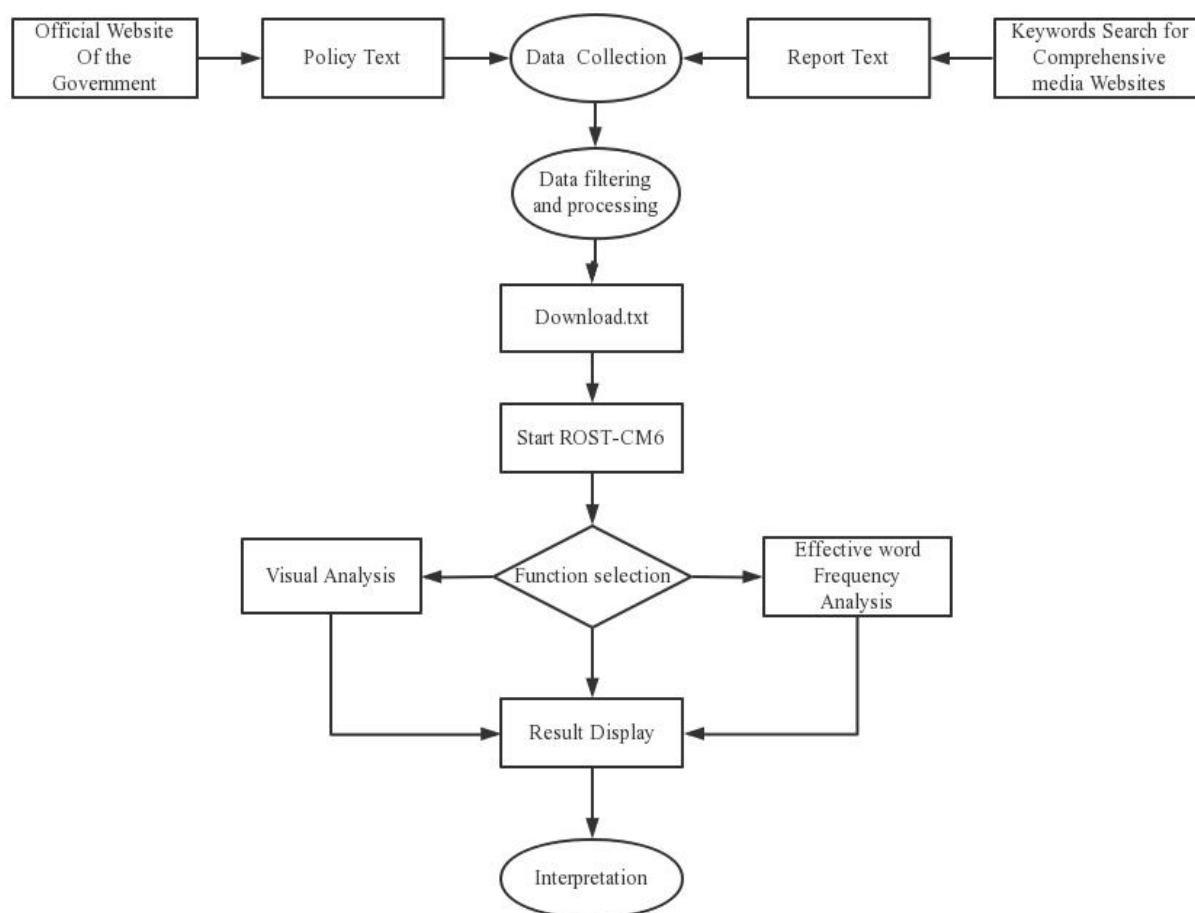 Official Website
Of the
Government
Policy Text
Data Collection
Report Text
Keywords Search for
Comprehensive
media Websites
Data filtering
and processing
Download.txt
Start ROST-CM6
Visual Analysis
Function selection
Effective word
Frequency
Analysis
Result Display
Interpretation